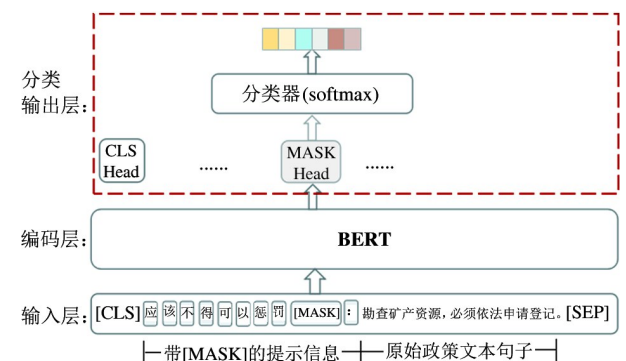 分类
输出层:
分类器(softmax)
CLS
Head
......
MASK
Head
......
编码层:
BERT
输入层:
[CLS] 应 该 不 得 可 以 惩 罚 [MASK] : 勘查矿产资源,必须依法申请登记。 [SEP]
带[MASK]的提示信息
原始政策文本句子